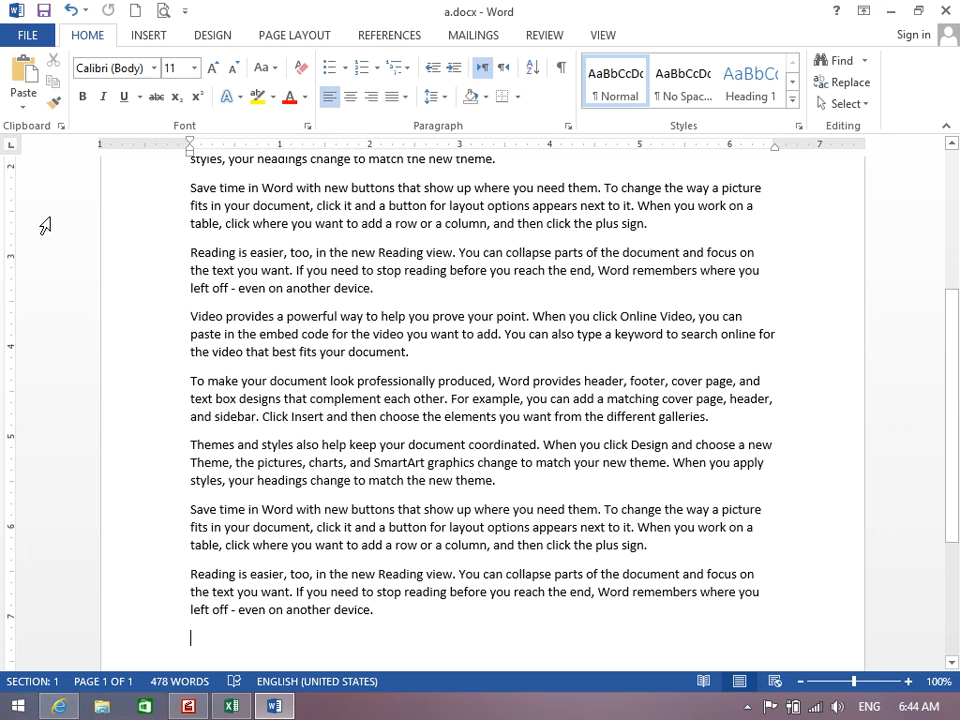 a.docx - Word
?
Sign in
FILE HOME INSERT DESIGN PAGE LAYOUT REFERENCES MAILINGS REVIEW VIEW
Paste
Calibri (Body) 11
Aa
B I U abc X₂ X²
A ab A
AaBbCcDc AaBbCcDc AaBbCc
¶ Normal ¶ No Spac... Heading 1
Find
Replace
Select
Clipboard Font Paragraph Styles Editing
1 1 2 3 4 5 6 7
2
3
4
5
6
7
styles, your headings change to match the new theme.
Save time in Word with new buttons that show up where you need them. To change the way a picture
fits in your document, click it and a button for layout options appears next to it. When you work on a
table, click where you want to add a row or a column, and then click the plus sign.
Reading is easier, too, in the new Reading view. You can collapse parts of the document and focus on
the text you want. If you need to stop reading before you reach the end, Word remembers where you
left off - even on another device.
Video provides a powerful way to help you prove your point. When you click Online Video, you can
paste in the embed code for the video you want to add. You can also type a keyword to search online for
the video that best fits your document.
To make your document look professionally produced, Word provides header, footer, cover page, and
text box designs that complement each other. For example, you can add a matching cover page, header,
and sidebar. Click Insert and then choose the elements you want from the different galleries.
Themes and styles also help keep your document coordinated. When you click Design and choose a new
Theme, the pictures, charts, and SmartArt graphics change to match your new theme. When you apply
styles, your headings change to match the new theme.
Save time in Word with new buttons that show up where you need them. To change the way a picture
fits in your document, click it and a button for layout options appears next to it. When you work on a
table, click where you want to add a row or a column, and then click the plus sign.
Reading is easier, too, in the new Reading view. You can collapse parts of the document and focus on
the text you want. If you need to stop reading before you reach the end, Word remembers where you
left off - even on another device.
SECTION: 1 PAGE 1 OF 1 478 WORDS ENGLISH (UNITED STATES) 100%
ENG 6:44 AM